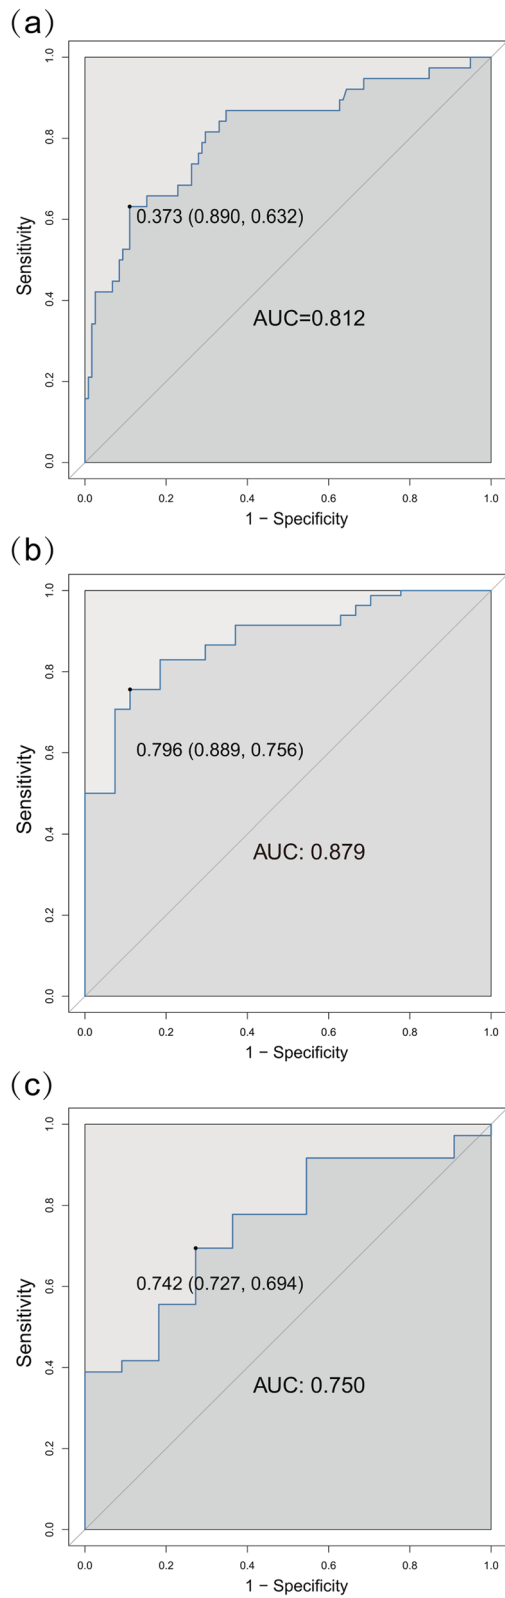 (a)
1.0
0.8
0.6
0.4
0.2
0.0
Sensitivity
0.373 (0.890, 0.632)
AUC=0.812
0.0 0.2 0.4 0.6 0.8 1.0
1 − Specificity
(b)
1.0
0.8
0.6
0.4
0.2
0.0
Sensitivity
0.796 (0.889, 0.756)
AUC: 0.879
0.0 0.2 0.4 0.6 0.8 1.0
1 − Specificity
(c)
1.0
0.8
0.6
0.4
0.2
0.0
Sensitivity
0.742 (0.727, 0.694)
AUC: 0.750
0.0 0.2 0.4 0.6 0.8 1.0
1 − Specificity